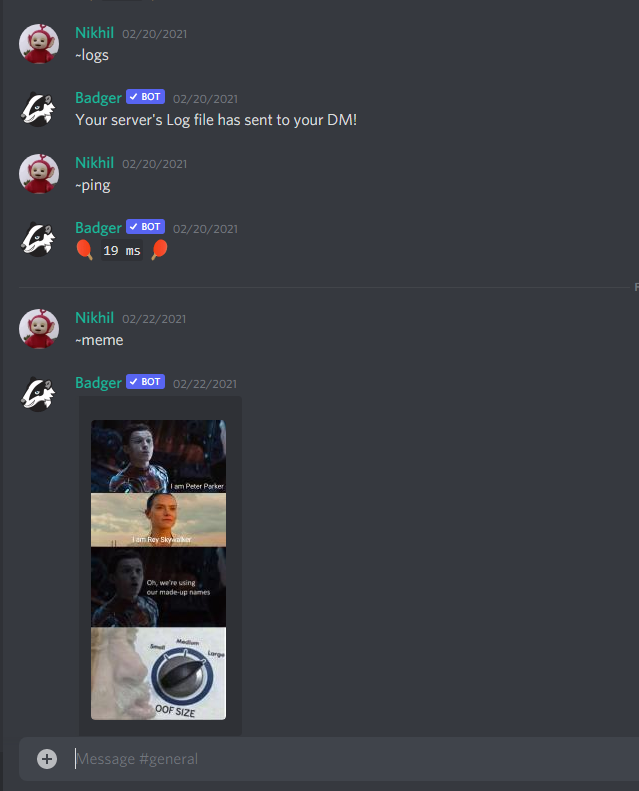 Nikhil 02/20/2021
~logs
Badger ✓ BOT 02/20/2021
Your server's Log file has sent to your DM!
Nikhil 02/20/2021
~ping
Badger ✓ BOT 02/20/2021
19 ms
F
Nikhil 02/22/2021
~meme
Badger ✓ BOT 02/22/2021
I am Peter Parker
I am Rey Skywalker
Oh, we're using
our made-up names
Small Medium Large
OOF SIZE
Message #general